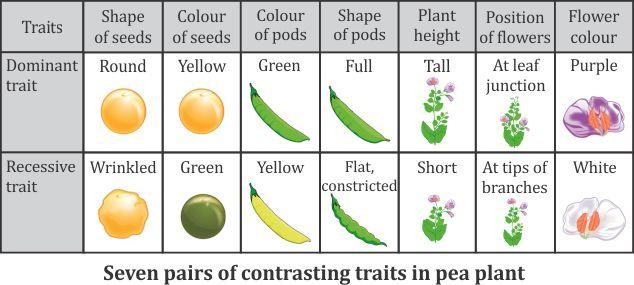 Traits
Shape
of seeds
Colour
of seeds
Colour
of pods
Shape
of pods
Plant
height
Position
of flowers
Flower
colour
Dominant
trait
Round
Yellow
Green
Full
Tall
At leaf
junction
Purple
Recessive
trait
Wrinkled
Green
Yellow
Flat,
constricted
Short
At tips of
branches
White
Seven pairs of contrasting traits in pea plant